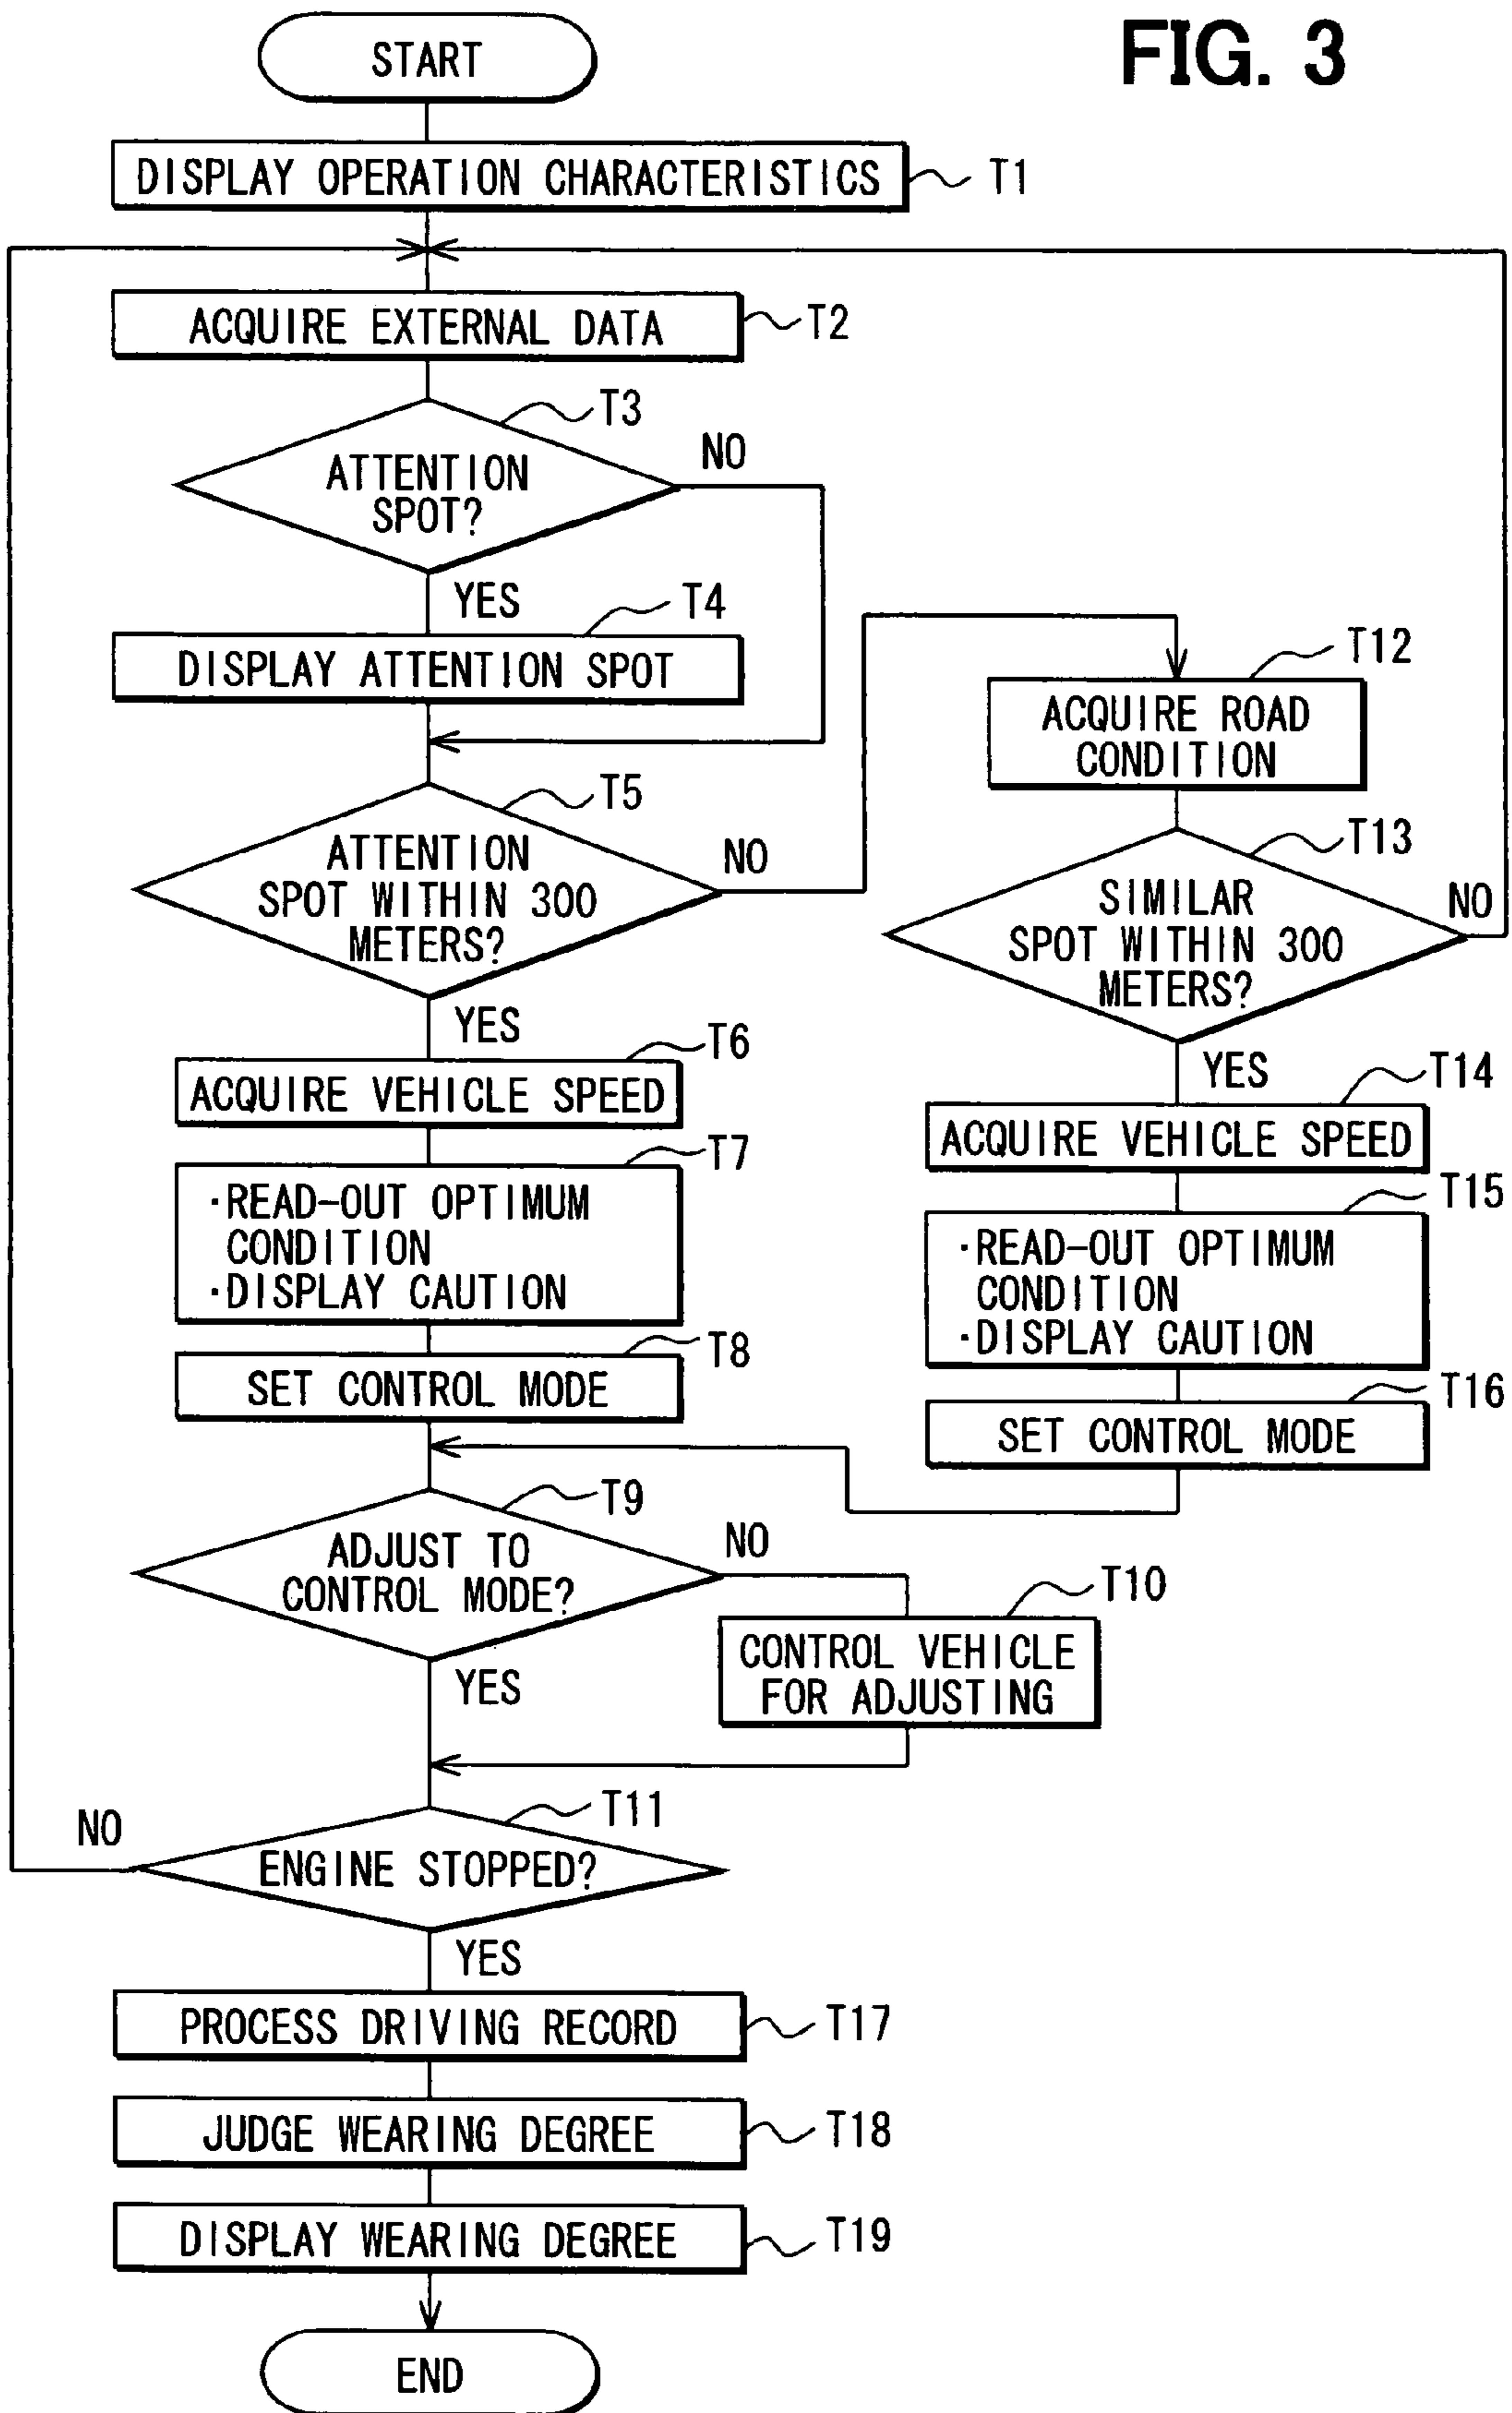 FIG. 3
START
DISPLAY OPERATION CHARACTERISTICS
T1
ACQUIRE EXTERNAL DATA
T2
T3
ATTENTION
SPOT?
NO
YES
T4
DISPLAY ATTENTION SPOT
T5
ATTENTION
SPOT WITHIN 300
METERS?
NO
YES
T6
ACQUIRE VEHICLE SPEED
T7
·READ-OUT OPTIMUM
CONDITION
·DISPLAY CAUTION
T8
SET CONTROL MODE
T12
ACQUIRE ROAD
CONDITION
T13
SIMILAR
SPOT WITHIN 300
METERS?
NO
YES
T14
ACQUIRE VEHICLE SPEED
T15
·READ-OUT OPTIMUM
CONDITION
·DISPLAY CAUTION
T16
SET CONTROL MODE
T9
ADJUST TO
CONTROL MODE?
NO
YES
T10
CONTROL VEHICLE
FOR ADJUSTING
T11
ENGINE STOPPED?
NO
YES
PROCESS DRIVING RECORD
T17
JUDGE WEARING DEGREE
T18
DISPLAY WEARING DEGREE
T19
END